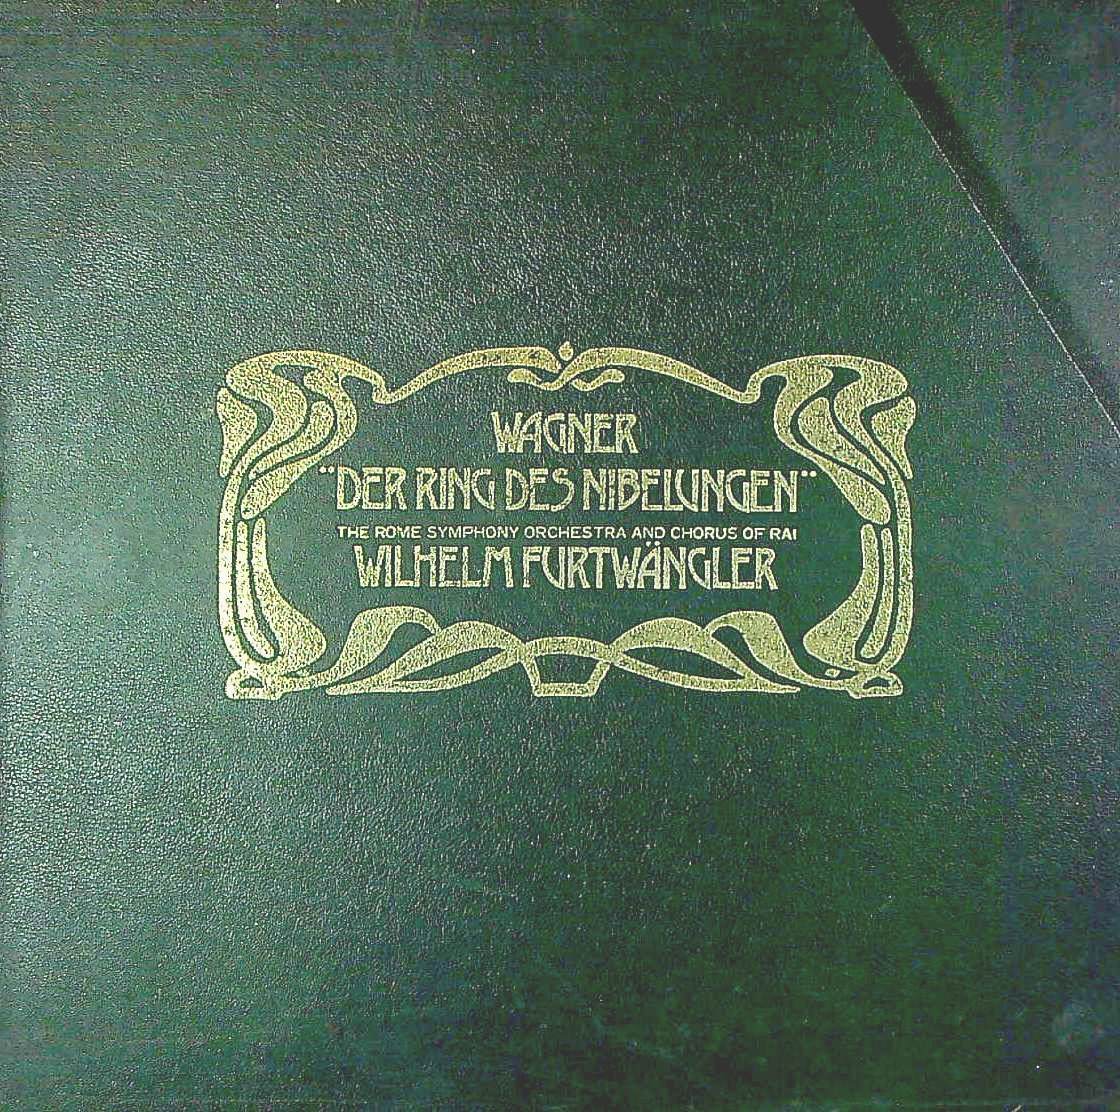 WAGNER
"DER RING DES NIBELUNGEN"
THE ROME SYMPHONY ORCHESTRA AND CHORUS OF RAI
WILHELM FURTWÄNGLER